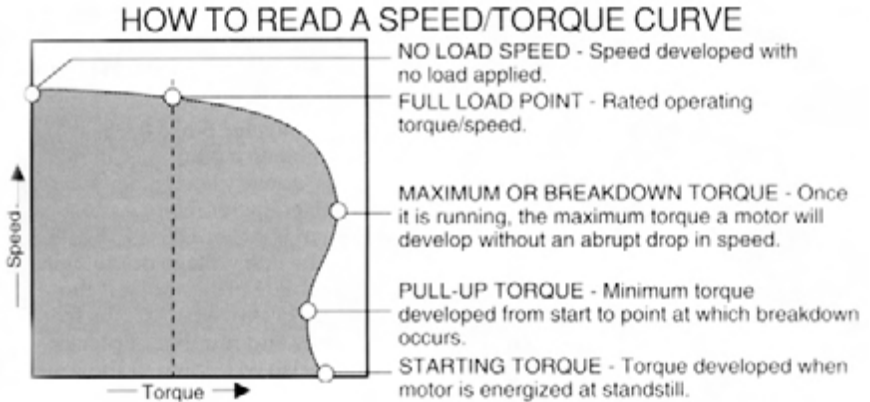 HOW TO READ A SPEED/TORQUE CURVE
NO LOAD SPEED - Speed developed with
no load applied.
FULL LOAD POINT - Rated operating
torque/speed.
MAXIMUM OR BREAKDOWN TORQUE - Once
it is running, the maximum torque a motor will
develop without an abrupt drop in speed.
PULL-UP TORQUE - Minimum torque
developed from start to point at which breakdown
occurs.
STARTING TORQUE - Torque developed when
motor is energized at standstill.
Speed
Torque